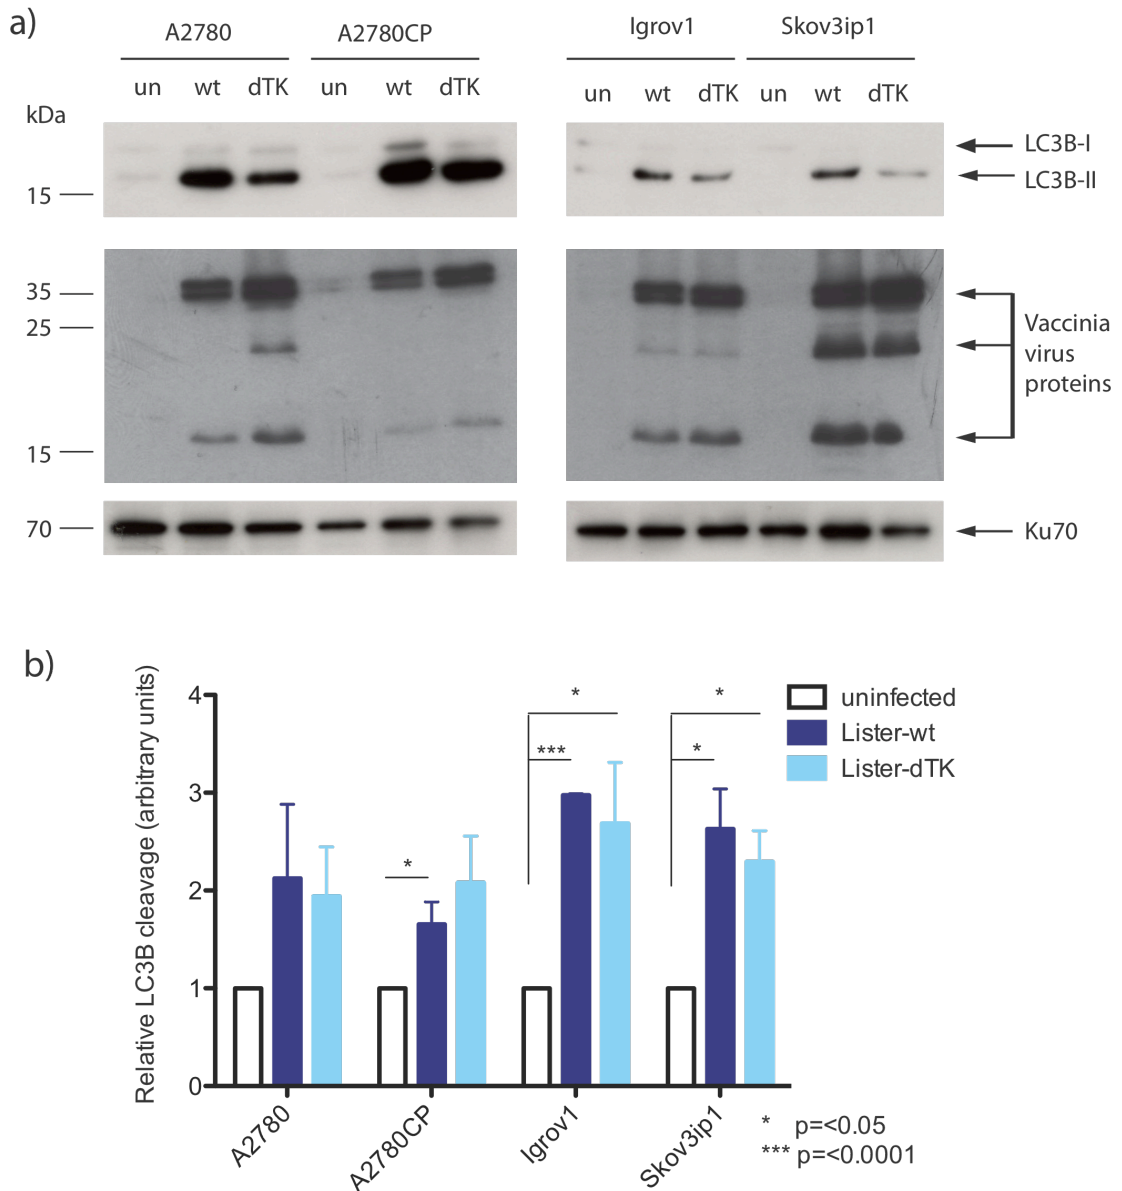 a)
A2780 A2780CP Igrov1 Skov3ip1
un wt dTK un wt dTK un wt dTK un wt dTK
kDa
LC3B-I
LC3B-II
15
35
25
15
Vaccinia
virus
proteins
70
Ku70
b)
Relative LC3B cleavage (arbitrary units)
4
3
2
1
0
* *** * * *
uninfected
Lister-wt
Lister-dTK
A2780 A2780CP Igrov1 Skov3ip1
* p=<0.05
*** p=<0.0001